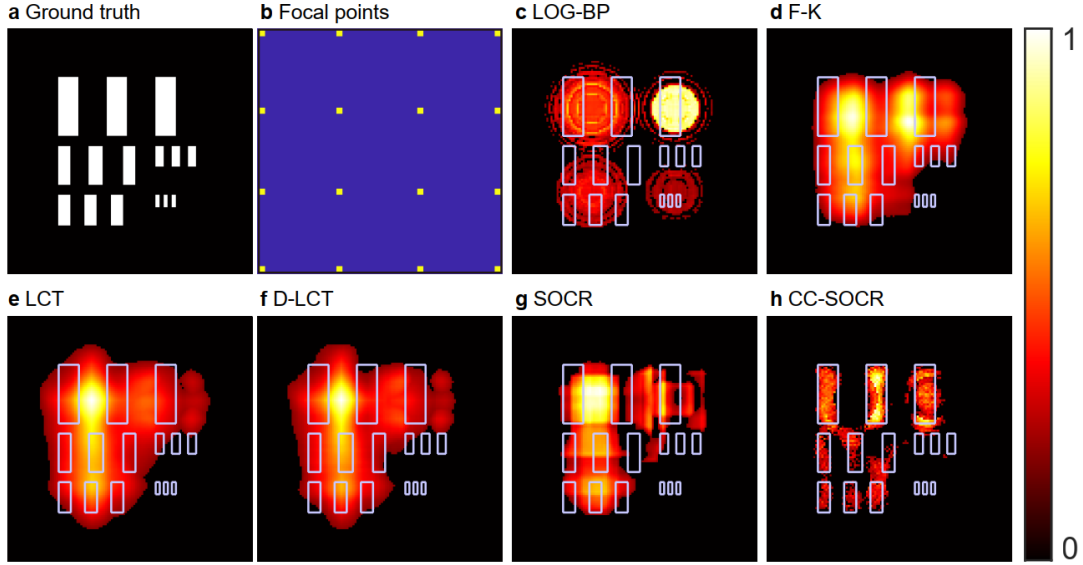 a Ground truth
b Focal points
c LOG-BP
d F-K
1
e LCT
f D-LCT
g SOCR
h CC-SOCR
0